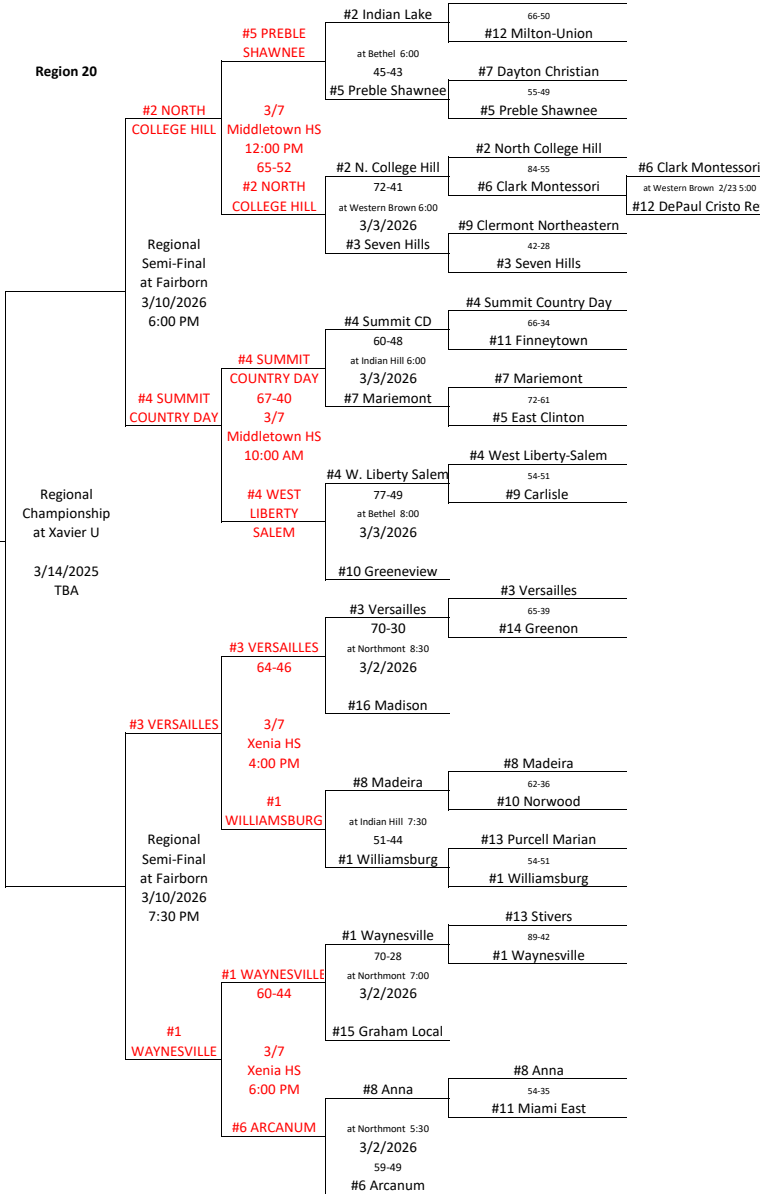 #2 Indian Lake
66-50
#12 Milton-Union
#5 PREBLE
SHAWNEE
at Bethel 6:00
45-43
#5 Preble Shawnee
Region 20
#7 Dayton Christian
55-49
#5 Preble Shawnee
#2 NORTH
COLLEGE HILL
3/7
Middletown HS
12:00 PM
65-52
#2 NORTH
COLLEGE HILL
#2 North College Hill
84-55
#6 Clark Montessori
#6 Clark Montessori
at Western Brown 2/23 5:00
#12 DePaul Cristo Re
#2 N. College Hill
72-41
at Western Brown 6:00
3/3/2026
#3 Seven Hills
#9 Clermont Northeastern
42-28
#3 Seven Hills
Regional
Semi-Final
at Fairborn
3/10/2026
6:00 PM
#4 Summit Country Day
66-34
#11 Finneytown
#4 Summit CD
60-48
at Indian Hill 6:00
3/3/2026
#7 Mariemont
#4 SUMMIT
COUNTRY DAY
67-40
3/7
Middletown HS
10:00 AM
#7 Mariemont
72-61
#5 East Clinton
#4 SUMMIT
COUNTRY DAY
#4 West Liberty-Salem
54-51
#9 Carlisle
#4 W. Liberty Salem
77-49
at Bethel 8:00
3/3/2026
#10 Greeneview
#4 WEST
LIBERTY
SALEM
Regional
Championship
at Xavier U
3/14/2025
TBA
#3 Versailles
65-39
#14 Greenon
#3 Versailles
70-30
at Northmont 8:30
3/2/2026
#16 Madison
#3 VERSAILLES
64-46
#3 VERSAILLES
3/7
Xenia HS
4:00 PM
#8 Madeira
62-36
#10 Norwood
#8 Madeira
at Indian Hill 7:30
51-44
#1 Williamsburg
#1
WILLIAMSBURG
#13 Purcell Marian
54-51
#1 Williamsburg
Regional
Semi-Final
at Fairborn
3/10/2026
7:30 PM
#13 Stivers
89-42
#1 Waynesville
#1 Waynesville
70-28
at Northmont 7:00
3/2/2026
#15 Graham Local
#1 WAYNESVILLE
60-44
#1
WAYNESVILLE
3/7
Xenia HS
6:00 PM
#8 Anna
54-35
#11 Miami East
#8 Anna
at Northmont 5:30
3/2/2026
59-49
#6 Arcanum
#6 ARCANUM